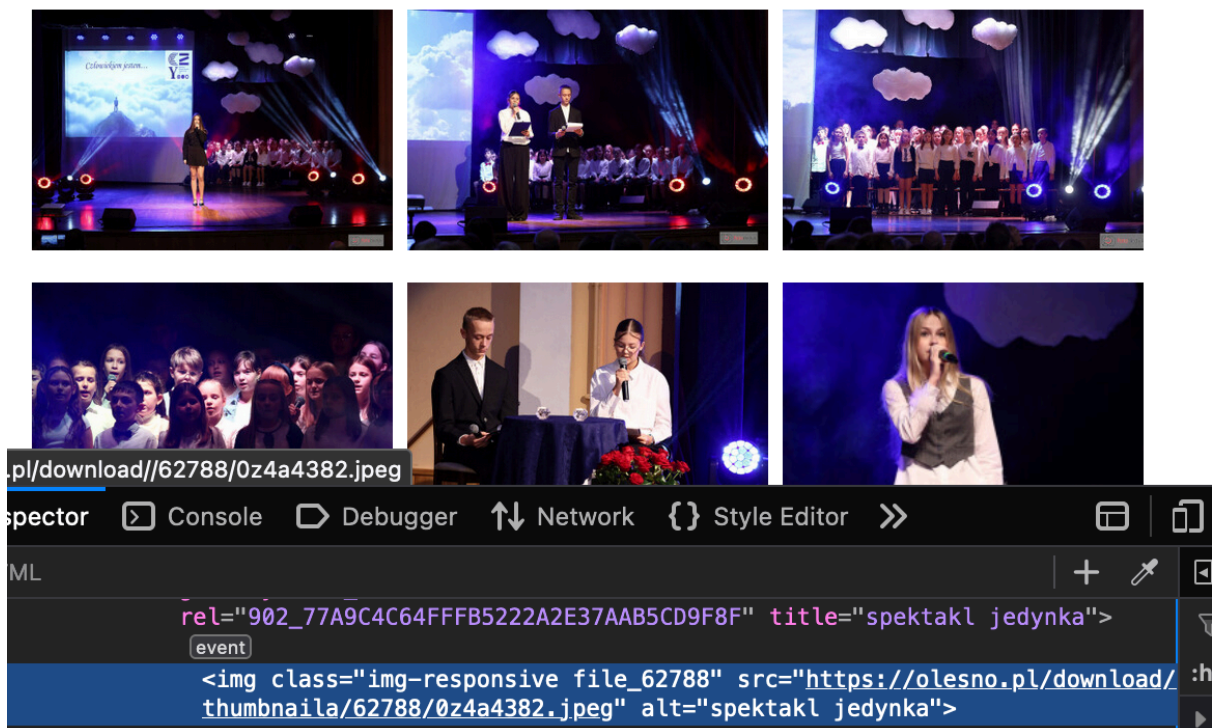 Człowiekiem jestem...
.pl/download//62788/0z4a4382.jpeg
spector Console Debugger Network Style Editor
ML
rel="902_77A9C4C64FFFB5222A2E37AAB5CD9F8F" title="spektakl jedynka">
event
<img class="img-responsive file_62788" src="https://olesno.pl/download/
thumbnaila/62788/0z4a4382.jpeg" alt="spektakl jedynka">
:h